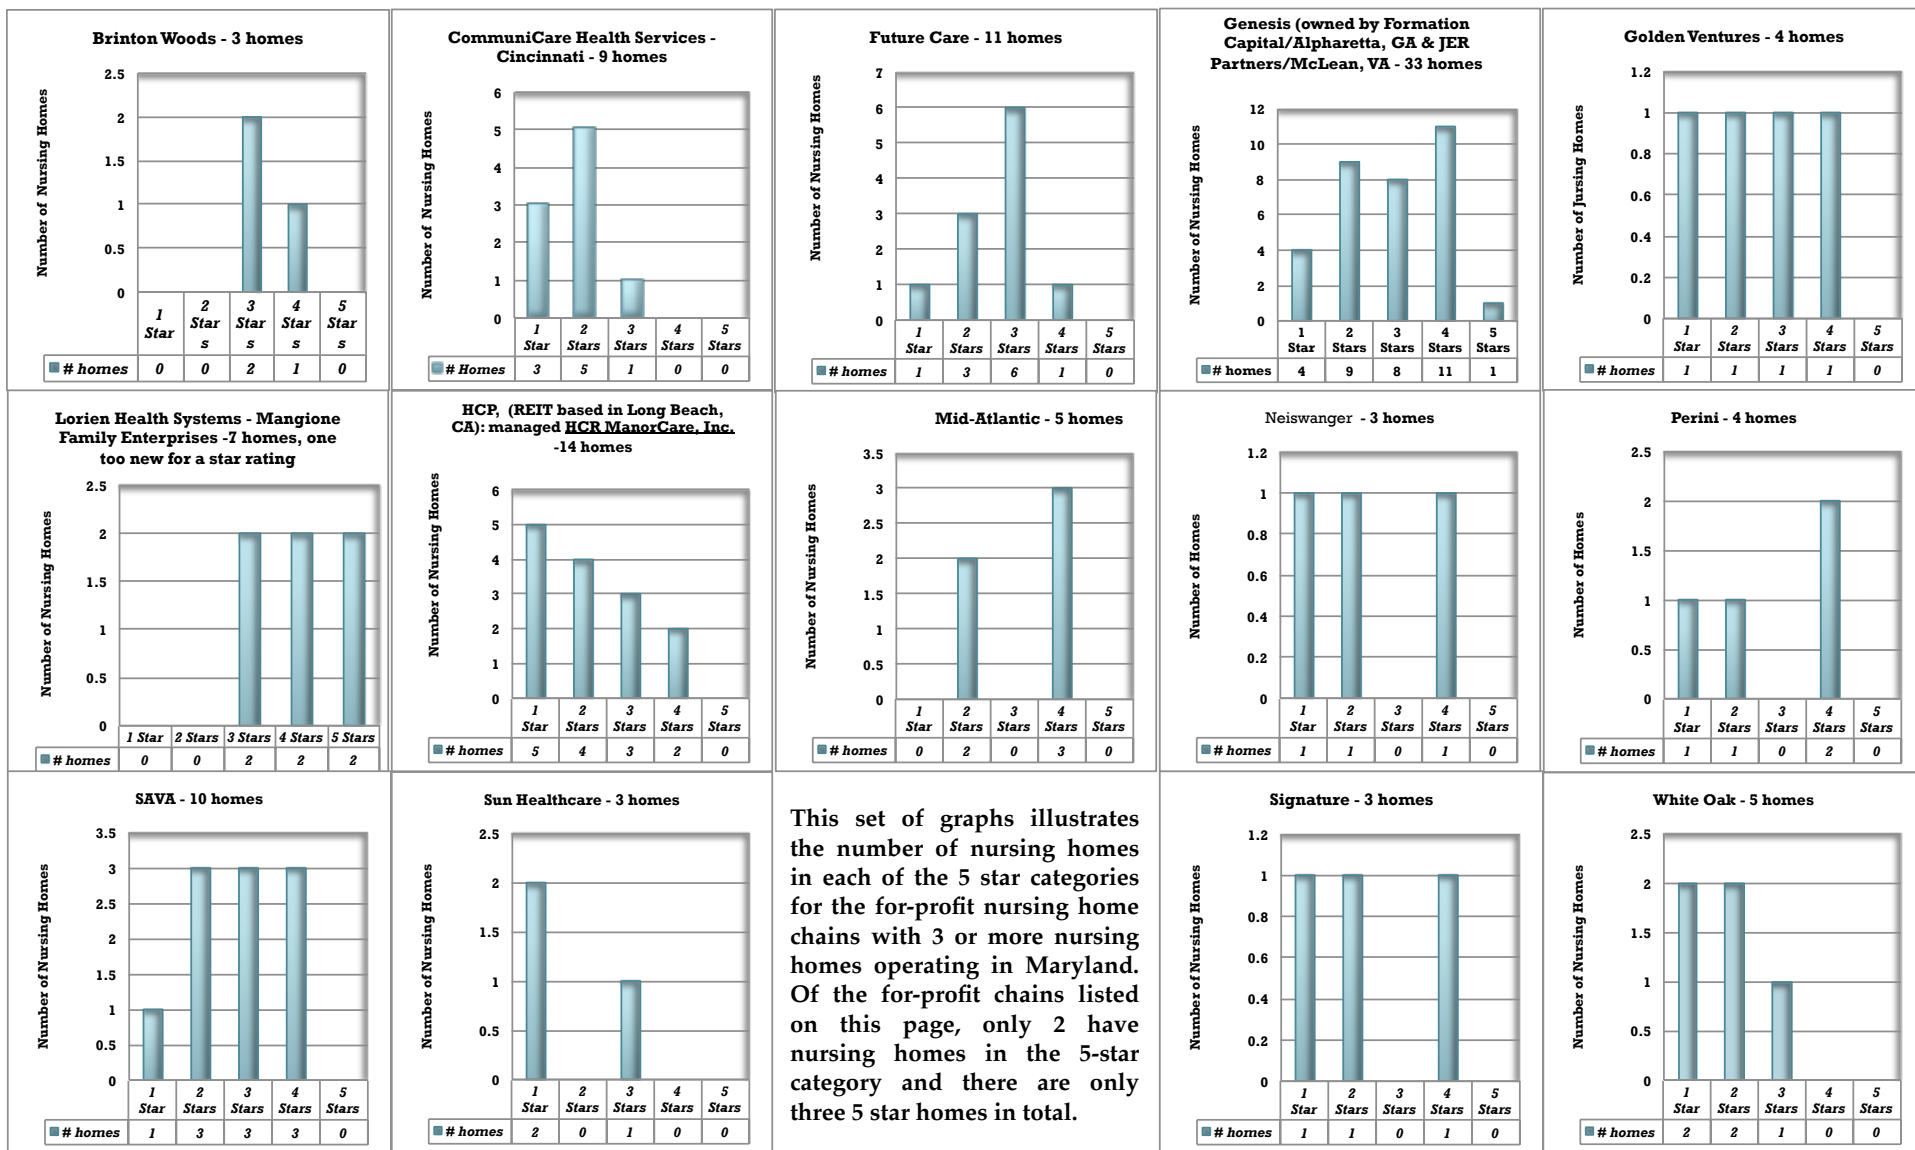 Brinton Woods - 3 homes
Number of Nursing Homes
2.5
2
1.5
1
0.5
0
1 Star
2 Star s
3 Star s
4 Star s
5 Star s
# homes 0 0 2 1 0
CommuniCare Health Services -
Cincinnati - 9 homes
Number of Nursing Homes
6
5
4
3
2
1
0
1 Star
2 Stars
3 Stars
4 Stars
5 Stars
# Homes 3 5 1 0 0
Future Care - 11 homes
Number of Nursing Homes
7
6
5
4
3
2
1
0
1 Star
2 Stars
3 Stars
4 Stars
5 Stars
# homes 1 3 6 1 0
Genesis (owned by Formation
Capital/Alpharetta, GA & JER
Partners/McLean, VA - 33 homes
Number of Nursing Homes
12
10
8
6
4
2
0
1 Star
2 Stars
3 Stars
4 Stars
5 Stars
# homes 4 9 8 11 1
Golden Ventures - 4 homes
Number of Jursing Homes
1.2
1
0.8
0.6
0.4
0.2
0
1 Star
2 Stars
3 Stars
4 Stars
5 Stars
# homes 1 1 1 1 0
Lorien Health Systems - Mangione
Family Enterprises -7 homes, one
too new for a star rating
Number of Nursing Homes
2.5
2
1.5
1
0.5
0
1 Star 2 Stars 3 Stars 4 Stars 5 Stars
# homes 0 0 2 2 2
HCP, (REIT based in Long Beach,
CA): managed HCR ManorCare, Inc.
-14 homes
Number of Nursing Homes
6
5
4
3
2
1
0
1 Star
2 Stars
3 Stars
4 Stars
5 Stars
# homes 5 4 3 2 0
Mid-Atlantic - 5 homes
Number of Nursing Homes
3.5
3
2.5
2
1.5
1
0.5
0
1 Star
2 Stars
3 Stars
4 Stars
5 Stars
# homes 0 2 0 3 0
Neiswanger - 3 homes
Number of Homes
1.2
1
0.8
0.6
0.4
0.2
0
1 Star
2 Stars
3 Stars
4 Stars
5 Stars
# homes 1 1 0 1 0
Perini - 4 homes
Number of Homes
2.5
2
1.5
1
0.5
0
1 Star
2 Stars
3 Stars
4 Stars
5 Stars
# homes 1 1 0 2 0
SAVA - 10 homes
Number of Nursing Homes
3.5
3
2.5
2
1.5
1
0.5
0
1 Star
2 Stars
3 Stars
4 Stars
5 Stars
# homes 1 3 3 3 0
Sun Healthcare - 3 homes
Number of Nursing Homes
2.5
2
1.5
1
0.5
0
1 Star
2 Stars
3 Stars
4 Stars
5 Stars
# homes 2 0 1 0 0
This set of graphs illustrates
the number of nursing homes
in each of the 5 star categories
for the for-profit nursing home
chains with 3 or more nursing
homes operating in Maryland.
Of the for-profit chains listed
on this page, only 2 have
nursing homes in the 5-star
category and there are only
three 5 star homes in total.
Signature - 3 homes
Number of Nursing Homes
1.2
1
0.8
0.6
0.4
0.2
0
1 Star
2 Stars
3 Stars
4 Stars
5 Stars
# homes 1 1 0 1 0
White Oak - 5 homes
Number of Nursing Homes
2.5
2
1.5
1
0.5
0
1 Star
2 Stars
3 Stars
4 Stars
5 Stars
# homes 2 2 1 0 0